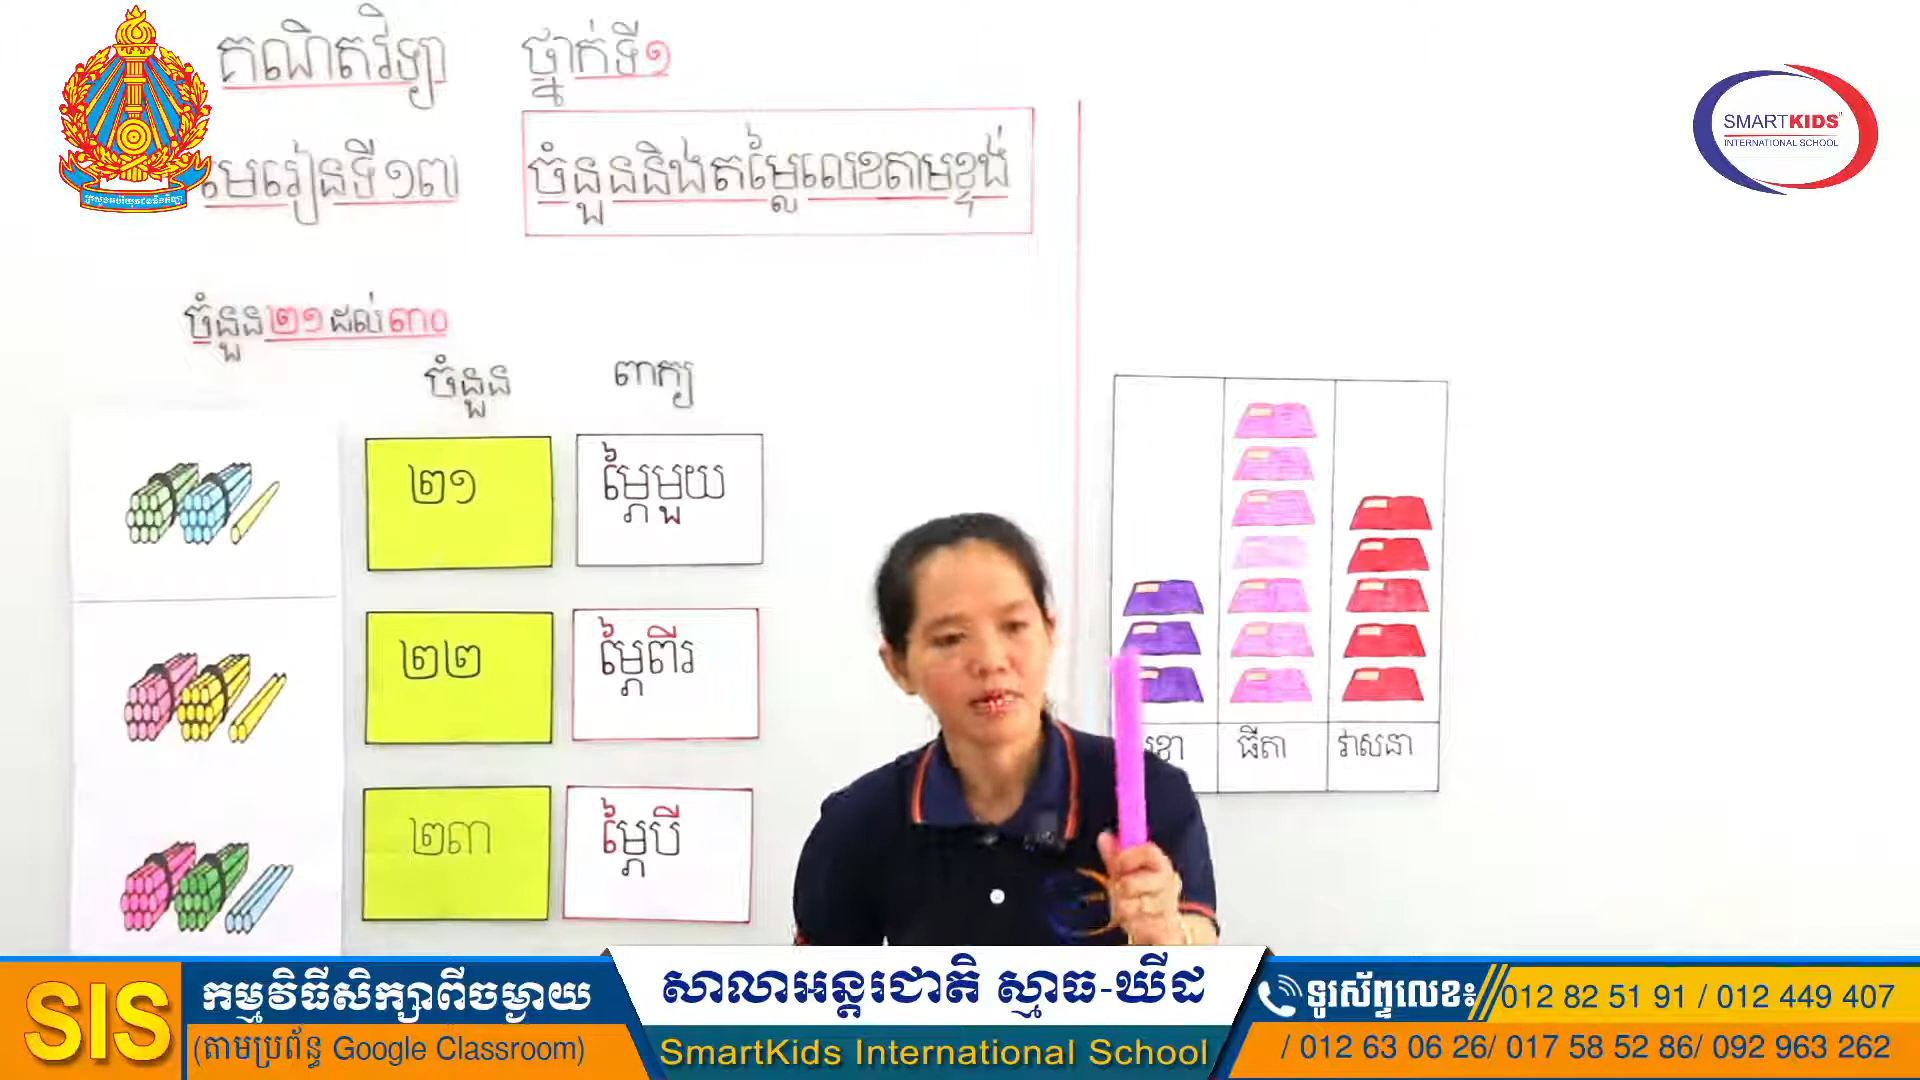 គណិតវិទ្យា ថ្នាក់ទី១
មេរៀនទី១៧ ចំនួននិងតម្លៃលេខតាមខ្ទង់
SMARTKIDS
INTERNATIONAL SCHOOL
ចំនួន២១ដល់៣០
ចំនួន ពាក្យ
២១ ម្ភៃមួយ
២២ ម្ភៃពីរ
២៣ ម្ភៃបី
ធីតា វាសនា
SIS
កម្មវិធីសិក្សាពីចម្ងាយ
(តាមប្រព័ន្ធ Google Classroom)
សាលាអន្តរជាតិ ស្មាធ-ឃីដ
SmartKids International School
ទូរស័ព្ទលេខ៖ 012 82 51 91 / 012 449 407
/ 012 63 06 26/ 017 58 52 86/ 092 963 262